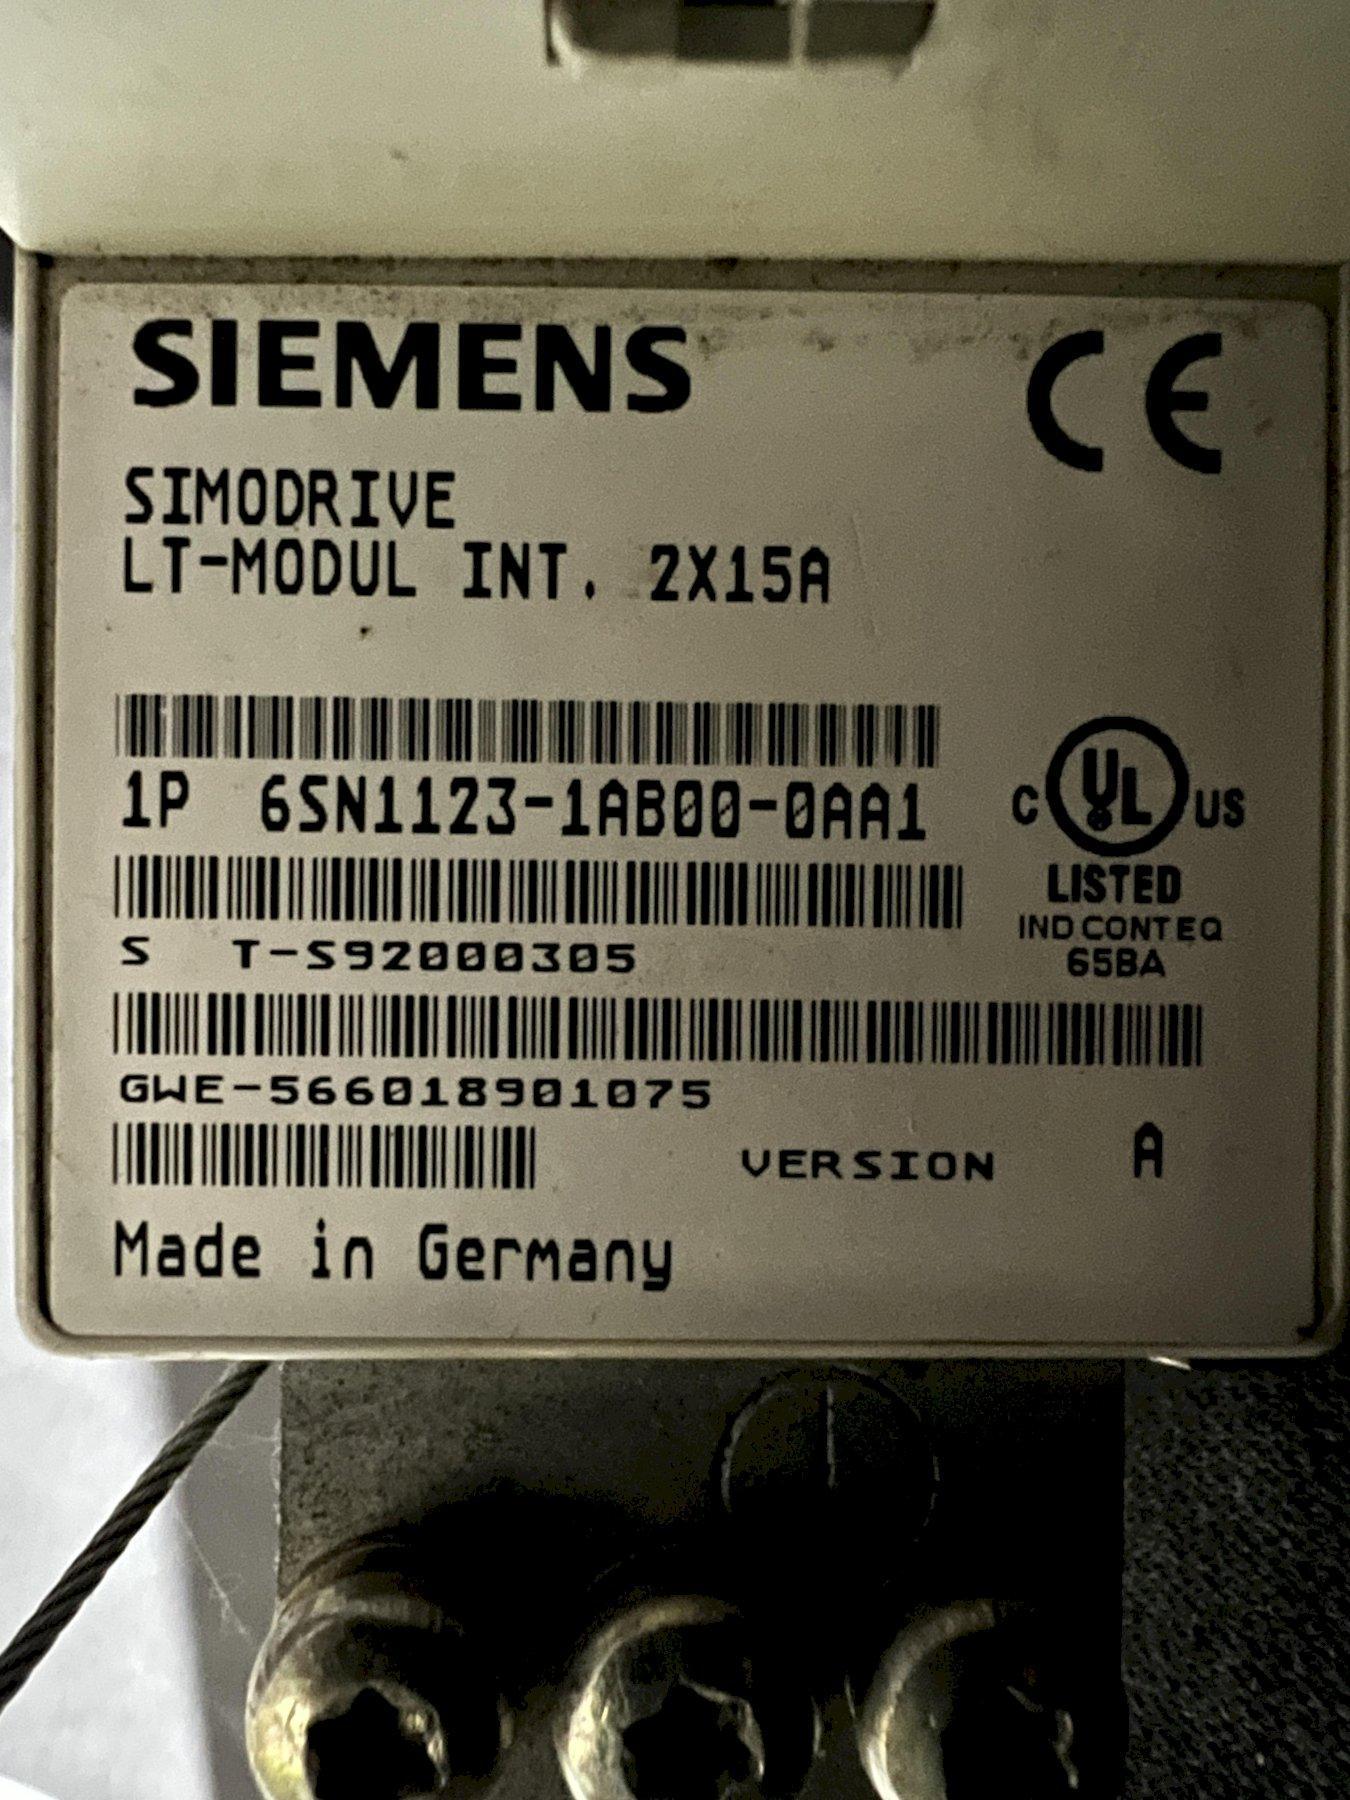 SIEMENS
CE
SIMODRIVE
LT-MODUL INT. 2X15A
1P 6SN1123-1AB00-0AA1
C UL US
LISTED
IND CONT EQ
65BA
S T-S92000305
GWE-566018901075
VERSION A
Made in Germany